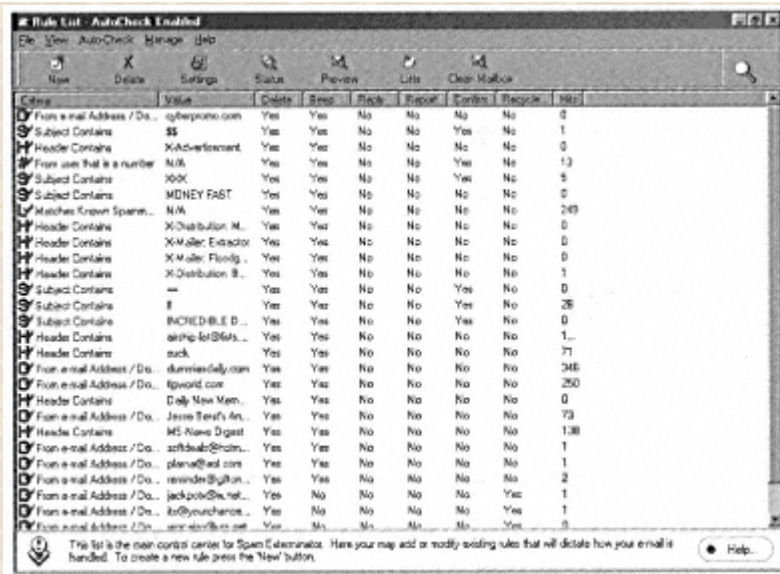 Rule List - AutoCheck Enabled
File View Auto-Check Manage Help
New Delete Settings Status Preview Lists Clean Mailbox
Criteria Value Delete Beep Reply Report Confirm Recycle... Hits
From e-mail Address / Do... cyberpromo.com Yes Yes No No No No 0
Subject Contains $$ Yes Yes No No Yes No 1
Header Contains X-Advertisement Yes Yes No No No No 0
From user that is a number N/A Yes Yes No No Yes No 13
Subject Contains XXX Yes Yes No No Yes No 5
Subject Contains MONEY FAST Yes Yes No No No No 0
Matches Known Spamm... N/A Yes Yes No No No No 249
Header Contains X-Distribution: M... Yes Yes No No No No 0
Header Contains X-Mailer: Extractor Yes Yes No No No No 0
Header Contains X-Mailer: Floodg... Yes Yes No No No No 0
Header Contains X-Distribution: B... Yes Yes No No No No 1
Subject Contains Yes Yes No No Yes No 0
Subject Contains Yes Yes No No Yes No 28
Subject Contains INCREDIBLE D... Yes Yes No No Yes No 0
Header Contains Yes Yes No No No No 1...
Header Contains suck Yes Yes No No No No 71
From e-mail Address / Do... dummiesdaily.com Yes Yes No No No No 346
From e-mail Address / Do... tipworld.com Yes Yes No No No No 250
Header Contains Daily New Mem... Yes Yes No No No No 0
From e-mail Address / Do... Jesse Berst's An... Yes Yes No No No No 73
Header Contains MS-News Digest Yes Yes No No No No 138
From e-mail Address / Do... Yes Yes No No No No 1
From e-mail Address / Do... Yes Yes No No No No 1
From e-mail Address / Do... Yes Yes No No No No 2
From e-mail Address / Do... Yes No No No No Yes 1
From e-mail Address / Do... Yes No No No No Yes 1
This list is the main control center for Spam Exterminator. Here your may add or modify existing rules that will dictate how your e-mail is
handled. To create a new rule press the 'New' button.
Help...